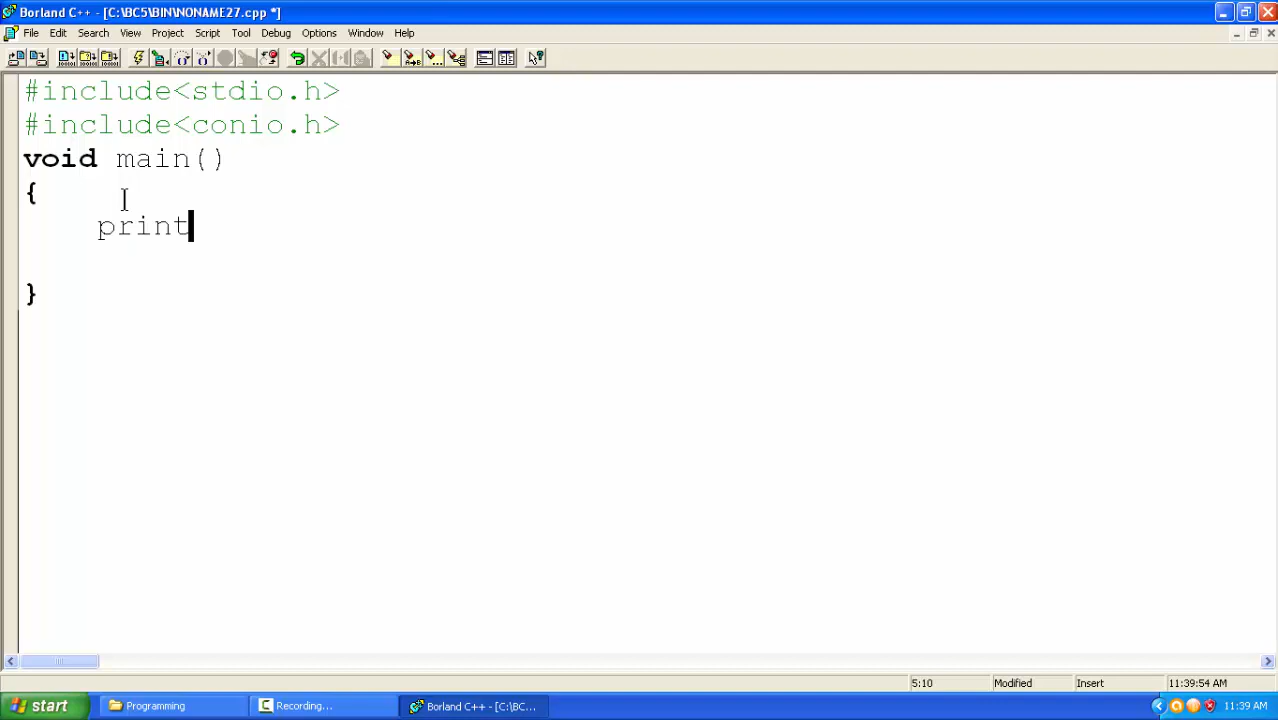 Borland C++ - [C:\BC5\BIN\NONAME27.cpp *]
File Edit Search View Project Script Tool Debug Options Window Help
#include<stdio.h>
#include<conio.h>
void main()
{
print
}
5:10 Modified Insert 11:39:54 AM
start Programming Recording... Borland C++ - [C:\BC... 11:39 AM